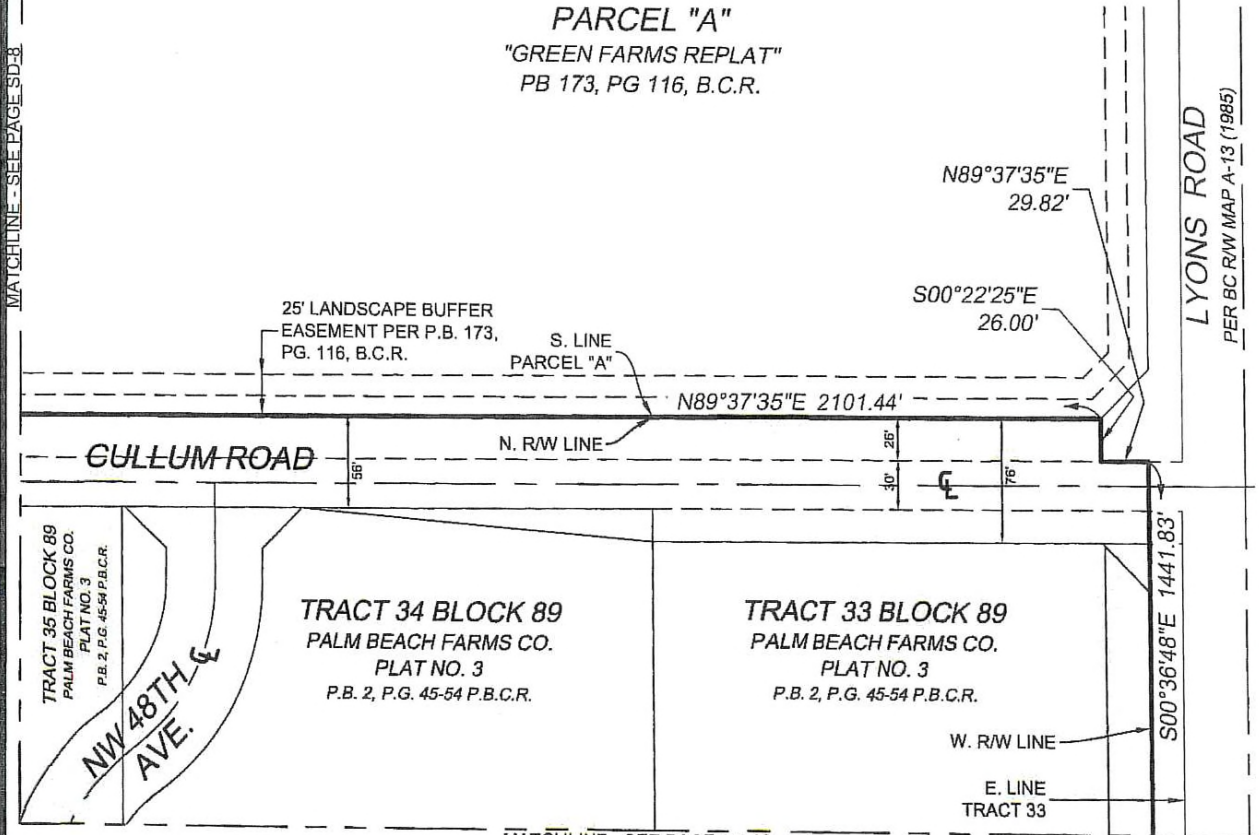 PARCEL "A"
"GREEN FARMS REPLAT"
PB 173, PG 116, B.C.R.
MATCHLINE - SEE PAGE SD-8
LYONS ROAD
PER BC R/W MAP A-13 (1985)
N89°37'35"E
29.82'
S00°22'25"E
26.00'
25' LANDSCAPE BUFFER
EASEMENT PER P.B. 173,
PG. 116, B.C.R.
S. LINE
PARCEL "A"
N89°37'35"E 2101.44'
N. R/W LINE
CULLUM ROAD
56'
26'
30'
76'
℄
TRACT 35 BLOCK 89
PALM BEACH FARMS CO.
PLAT NO. 3
P.B. 2, P.G. 45-54 P.B.C.R.
TRACT 34 BLOCK 89
PALM BEACH FARMS CO.
PLAT NO. 3
P.B. 2, P.G. 45-54 P.B.C.R.
TRACT 33 BLOCK 89
PALM BEACH FARMS CO.
PLAT NO. 3
P.B. 2, P.G. 45-54 P.B.C.R.
NW 48TH ℄
AVE.
S00°36'48"E 1441.83'
W. R/W LINE
E. LINE
TRACT 33